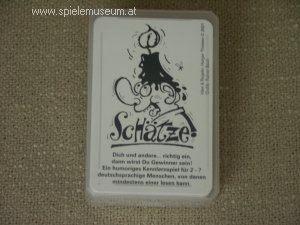 www.spielemuseum.at
SCHÄTZE!
Dich und andere... richtig ein,
dann wirst Du Gewinner sein!
Ein humoriges Kennlernspiel für 2 - ?
deutschsprachige Menschen, von denen
mindestens einer lesen kann.